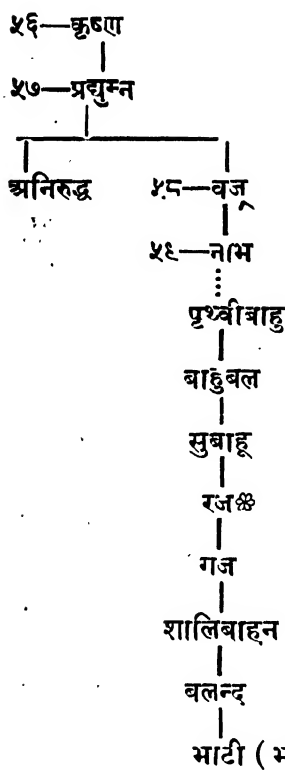 ५६—कृष्ण
५७—प्रद्युम्न
अनिरुद्ध ५८—वज्र
५९—नाभ
पृथ्वीबाहु
बाहुबल
सुबाहू
रज❀
गज
शालिबाहन
बलन्द
भाटी (